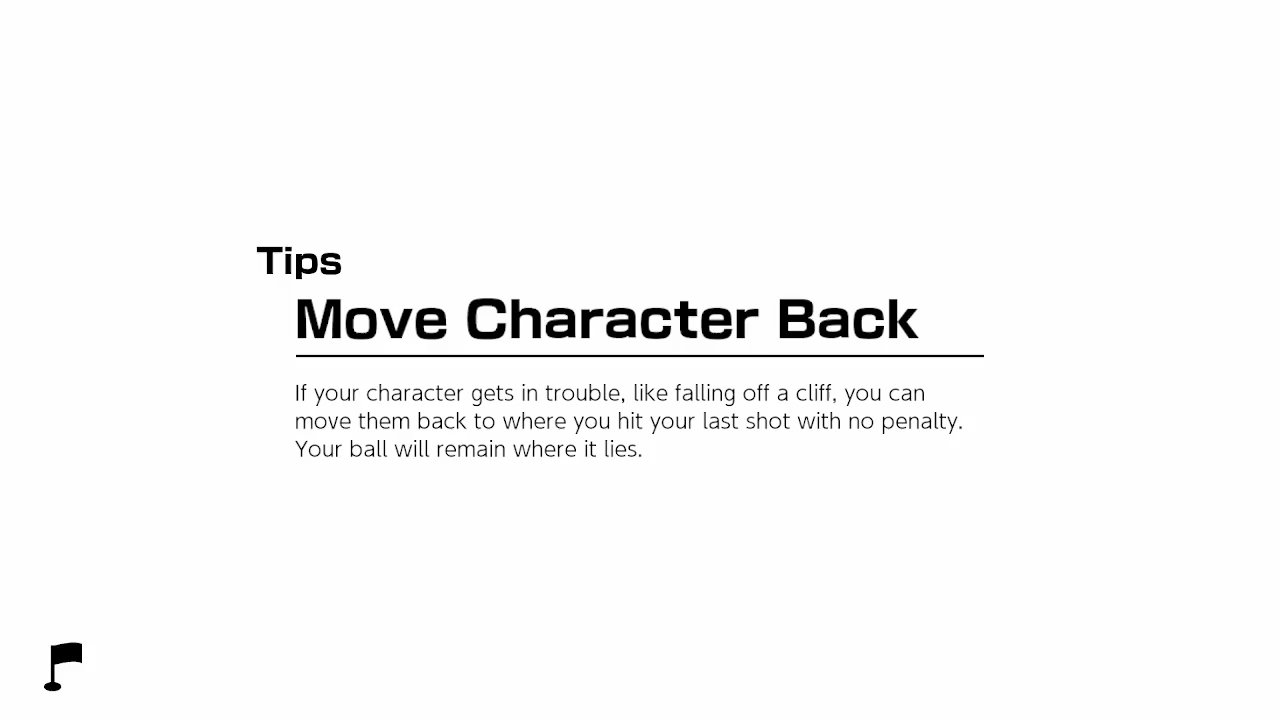 Tips
Move Character Back
If your character gets in trouble, like falling off a cliff, you can
move them back to where you hit your last shot with no penalty.
Your ball will remain where it lies.